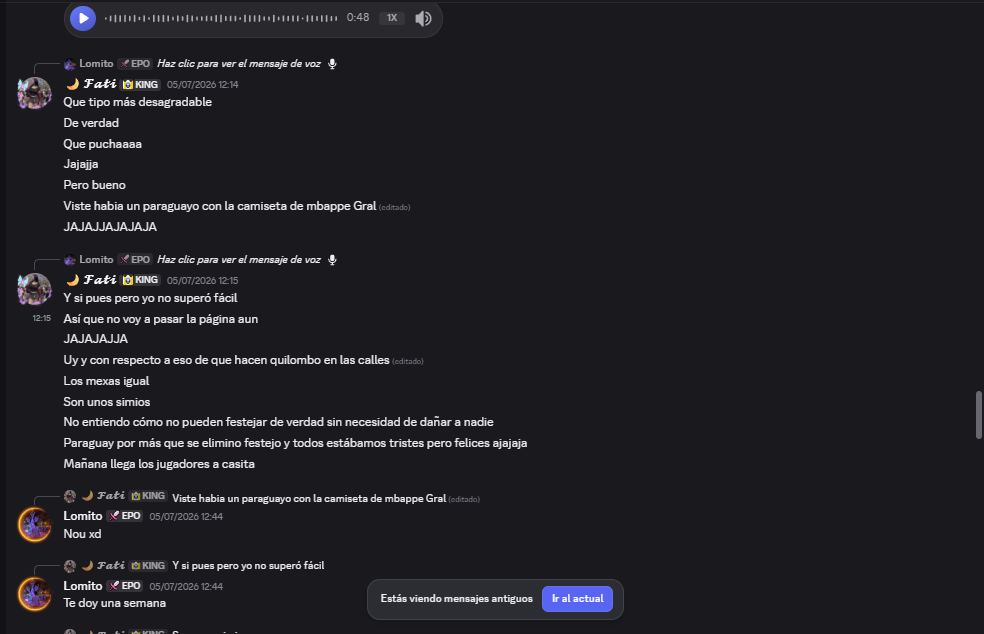 0:48 1X
Lomito EPO Haz clic para ver el mensaje de voz
Fati KING 05/07/2026 12:14
Que tipo más desagradable
De verdad
Que puchaaaa
Jajajja
Pero bueno
Viste habia un paraguayo con la camiseta de mbappe Gral (editado)
JAJAJJAJAJAJA
Lomito EPO Haz clic para ver el mensaje de voz
Fati KING 05/07/2026 12:15
Y si pues pero yo no superó fácil
12:15 Así que no voy a pasar la página aun
JAJAJAJJA
Uy y con respecto a eso de que hacen quilombo en las calles (editado)
Los mexas igual
Son unos simios
No entiendo cómo no pueden festejar de verdad sin necesidad de dañar a nadie
Paraguay por más que se elimino festejo y todos estábamos tristes pero felices ajajaja
Mañana llega los jugadores a casita
Fati KING Viste habia un paraguayo con la camiseta de mbappe Gral (editado)
Lomito EPO 05/07/2026 12:44
Nou xd
Fati KING Y si pues pero yo no superó fácil
Lomito EPO 05/07/2026 12:44
Te doy una semana
Estás viendo mensajes antiguos Ir al actual